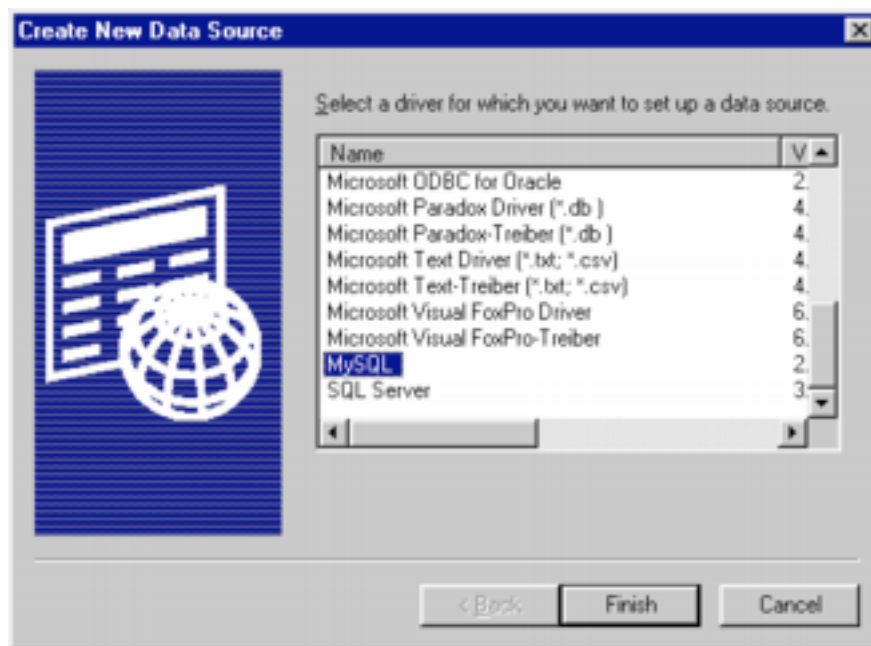 Create New Data Source
Select a driver for which you want to set up a data source.
Name V
Microsoft ODBC for Oracle 2.
Microsoft Paradox Driver (*.db ) 4.
Microsoft Paradox-Treiber (*.db ) 4.
Microsoft Text Driver (*.txt; *.csv) 4.
Microsoft Text-Treiber (*.txt; *.csv) 4.
Microsoft Visual FoxPro Driver 6.
Microsoft Visual FoxPro-Treiber 6.
MySQL 2.
SQL Server 3.
< Back Finish Cancel